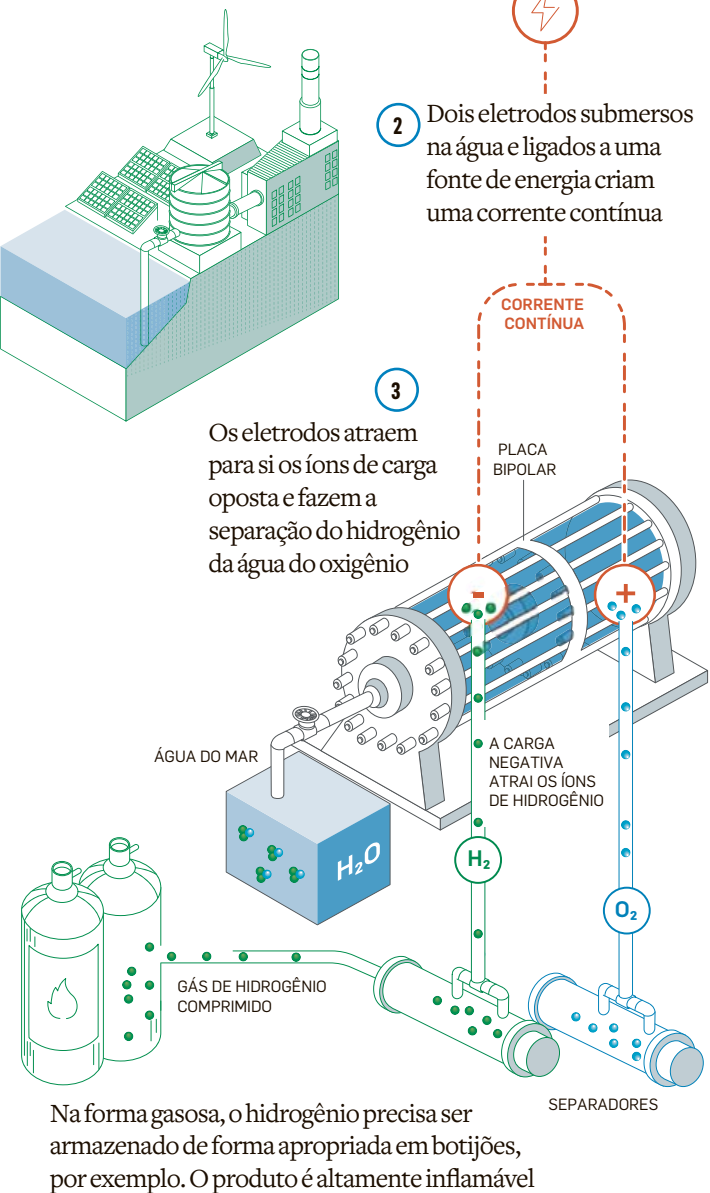 2
Dois eletrodos submersos
na água e ligados a uma
fonte de energia criam
uma corrente contínua
CORRENTE
CONTÍNUA
3
Os eletrodos atraem
para si os íons de carga
oposta e fazem a
separação do hidrogênio
da água do oxigênio
PLACA
BIPOLAR
-
+
ÁGUA DO MAR
A CARGA
NEGATIVA
ATRAI OS ÍONS
DE HIDROGÊNIO
H₂O
H₂
O₂
GÁS DE HIDROGÊNIO
COMPRIMIDO
SEPARADORES
Na forma gasosa, o hidrogênio precisa ser
armazenado de forma apropriada em botijões,
por exemplo. O produto é altamente inflamável